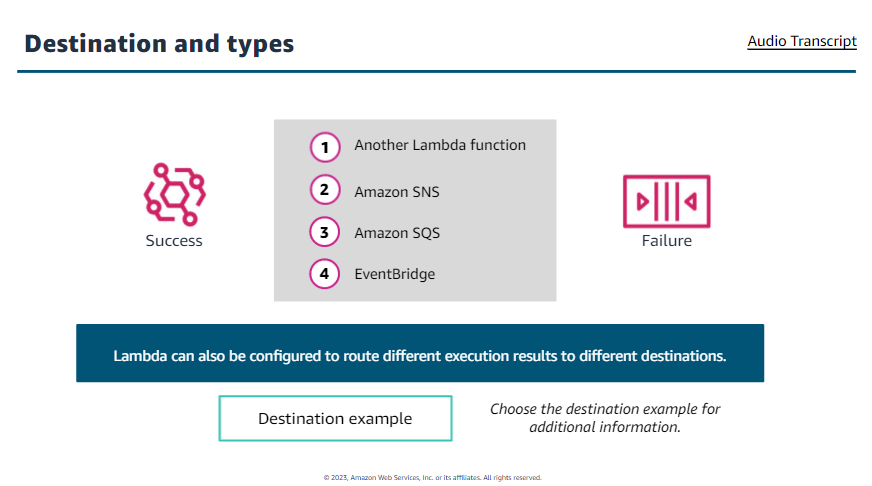 Destination and types
Audio Transcript
1 Another Lambda function
2 Amazon SNS
3 Amazon SQS
4 EventBridge
Success
Failure
Lambda can also be configured to route different execution results to different destinations.
Destination example
Choose the destination example for
additional information.
© 2023, Amazon Web Services, Inc. or its affiliates. All rights reserved.